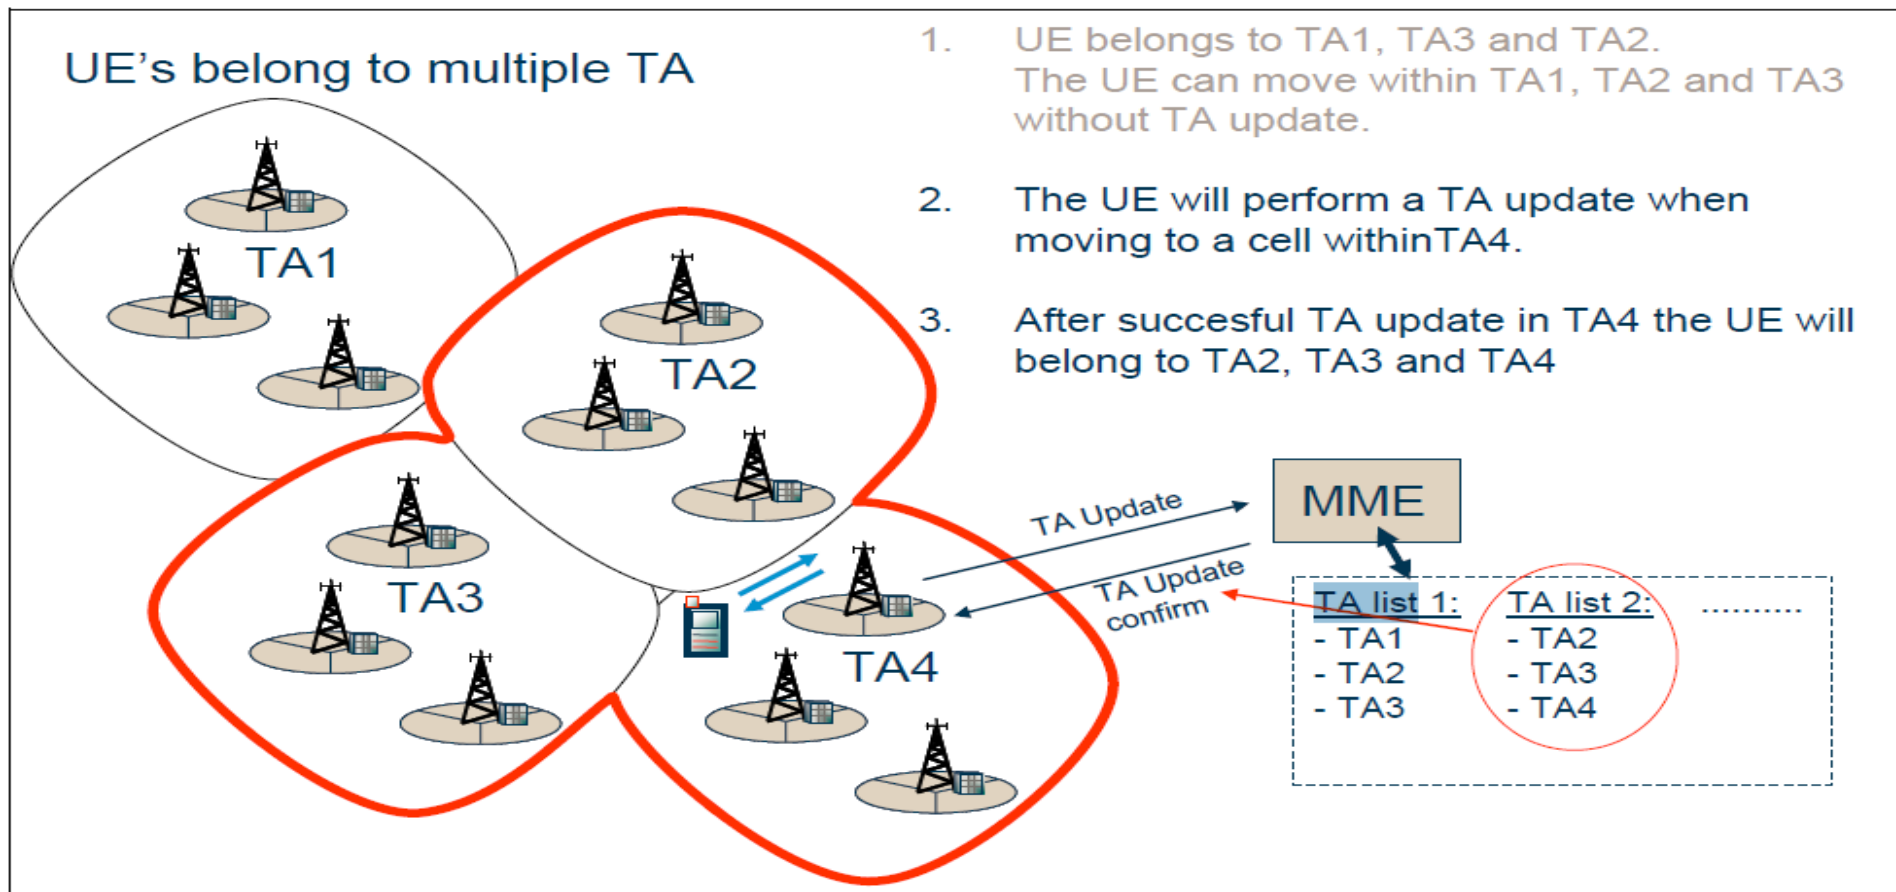 UE's belong to multiple TA
1. UE belongs to TA1, TA3 and TA2.
The UE can move within TA1, TA2 and TA3
without TA update.
2. The UE will perform a TA update when
moving to a cell withinTA4.
3. After succesful TA update in TA4 the UE will
belong to TA2, TA3 and TA4
TA1
TA2
TA3
TA4
MME
TA Update
TA Update
confirm
TA list 1:
- TA1
- TA2
- TA3
TA list 2:
- TA2
- TA3
- TA4
..........